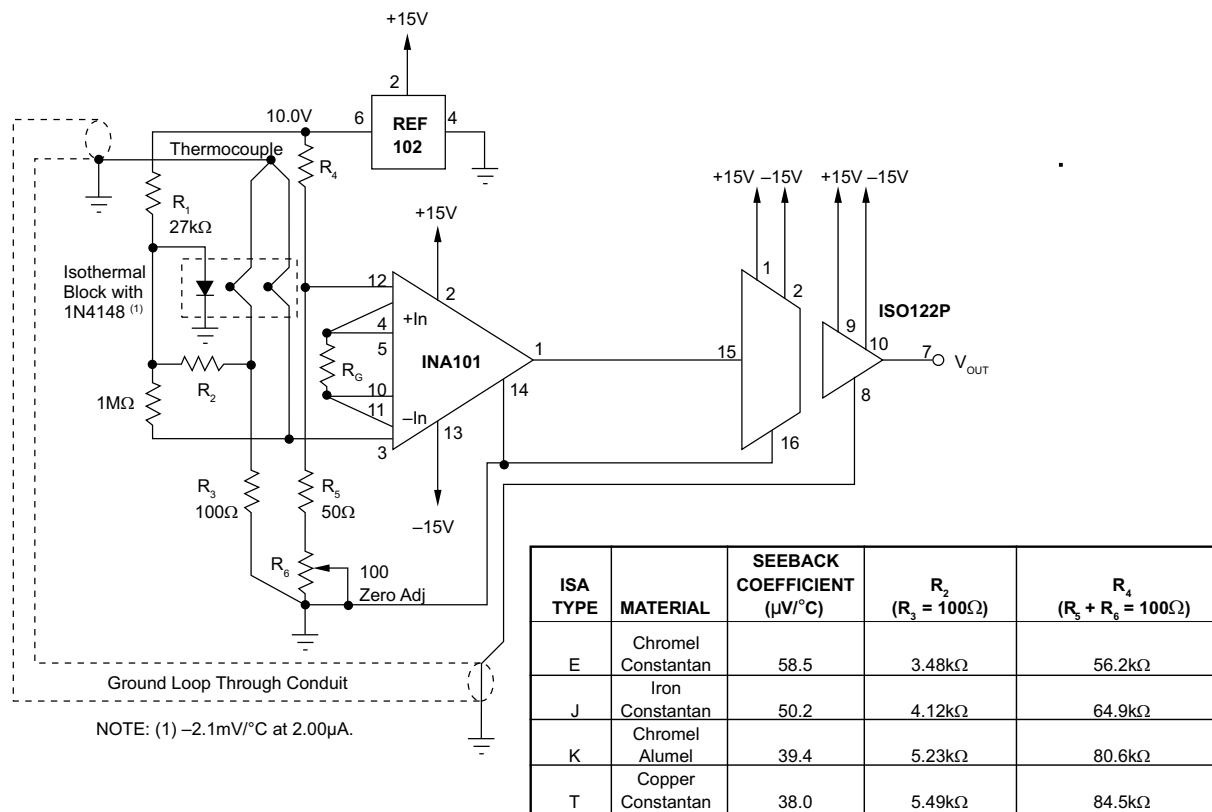 +15V
2
10.0V
6
REF
102
4
Thermocouple
R4
+15V
R1
27kΩ
Isothermal
Block with
1N4148 (1)
+15V –15V
+15V –15V
12
2
+In
4
5
RG
INA101
1
10
11
–In
3
14
13
–15V
R2
1MΩ
R3
100Ω
R5
50Ω
R6
100
Zero Adj
1
2
15
16
ISO122P
9
10
7
VOUT
8
Ground Loop Through Conduit
NOTE: (1) –2.1mV/°C at 2.00µA.
ISA TYPE MATERIAL SEEBACK COEFFICIENT (µV/°C) R2 (R3 = 100Ω) R4 (R5 + R6 = 100Ω)
E Chromel Constantan 58.5 3.48kΩ 56.2kΩ
J Iron Constantan 50.2 4.12kΩ 64.9kΩ
K Chromel Alumel 39.4 5.23kΩ 80.6kΩ
T Copper Constantan 38.0 5.49kΩ 84.5kΩ